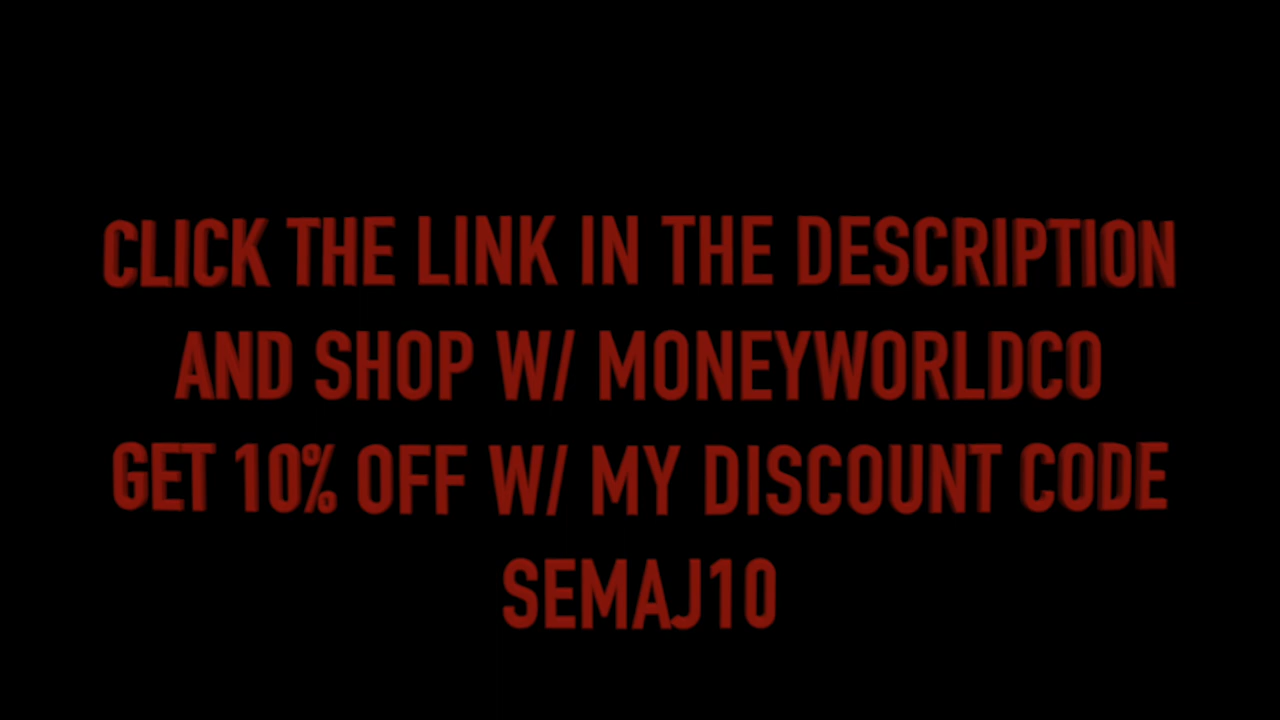 CLICK THE LINK IN THE DESCRIPTION
AND SHOP W/ MONEYWORLDCO
GET 10% OFF W/ MY DISCOUNT CODE
SEMAJ10